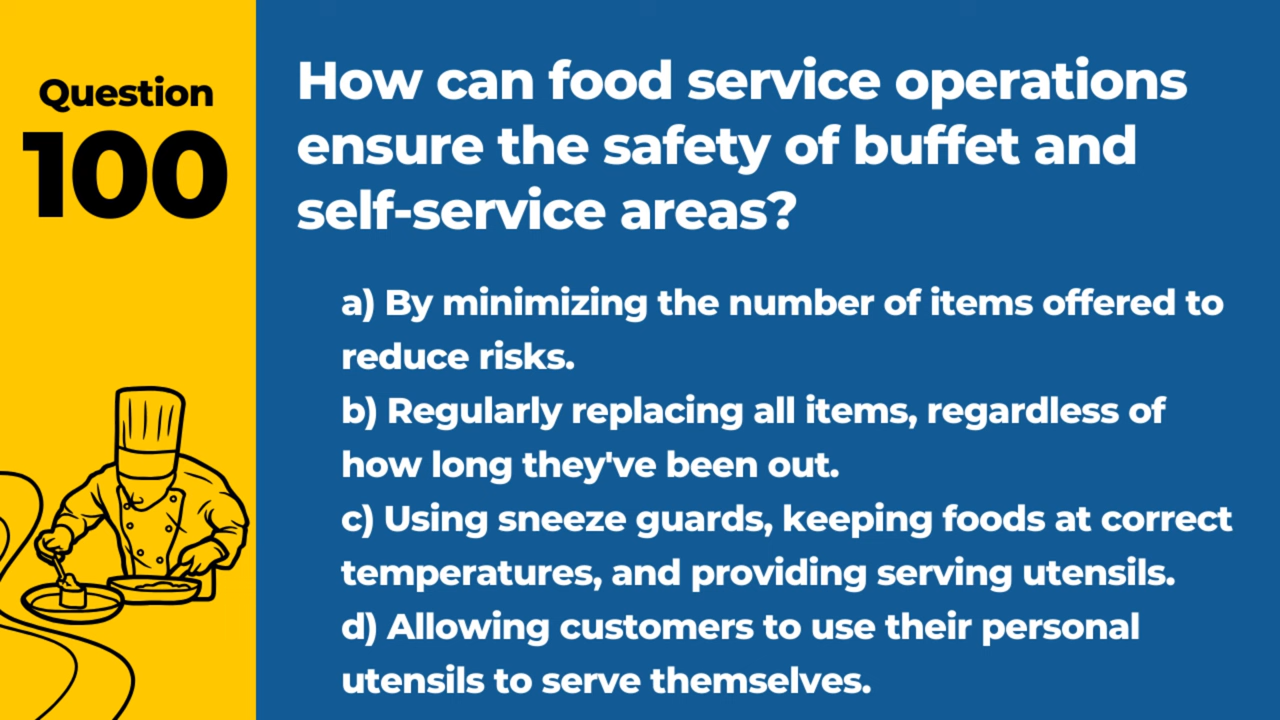 Question
100
How can food service operations
ensure the safety of buffet and
self-service areas?
a) By minimizing the number of items offered to
reduce risks.
b) Regularly replacing all items, regardless of
how long they've been out.
c) Using sneeze guards, keeping foods at correct
temperatures, and providing serving utensils.
d) Allowing customers to use their personal
utensils to serve themselves.